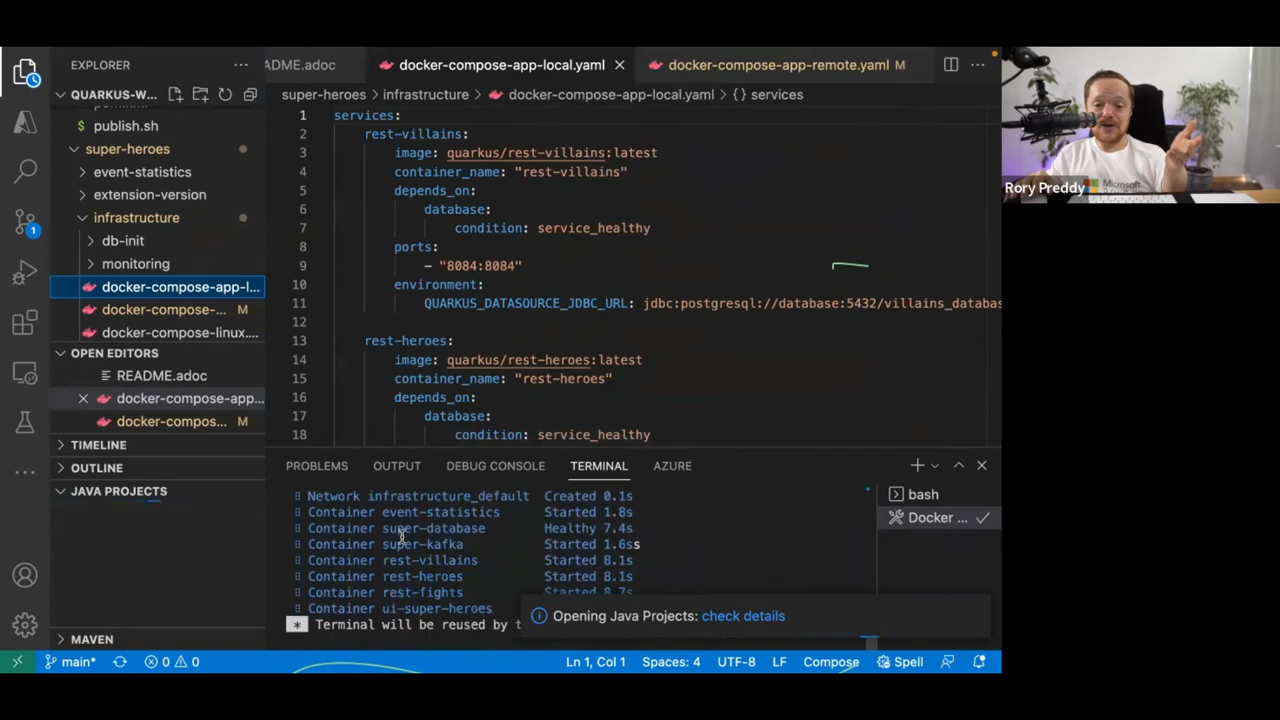 EXPLORER
QUARKUS-W...
publish.sh
super-heroes
event-statistics
extension-version
infrastructure
db-init
monitoring
docker-compose-app-l...
docker-compose-... M
docker-compose-linux....
OPEN EDITORS
README.adoc
docker-compose-app...
docker-compos... M
TIMELINE
OUTLINE
JAVA PROJECTS
MAVEN
1
ADME.adoc
docker-compose-app-local.yaml
docker-compose-app-remote.yaml M
super-heroes > infrastructure > docker-compose-app-local.yaml > {} services
1 services:
2 rest-villains:
3 image: quarkus/rest-villains:latest
4 container_name: "rest-villains"
5 depends_on:
6 database:
7 condition: service_healthy
8 ports:
9 - "8084:8084"
10 environment:
11 QUARKUS_DATASOURCE_JDBC_URL: jdbc:postgresql://database:5432/villains_databas
12
13 rest-heroes:
14 image: quarkus/rest-heroes:latest
15 container_name: "rest-heroes"
16 depends_on:
17 database:
18 condition: service_healthy
PROBLEMS OUTPUT DEBUG CONSOLE TERMINAL AZURE
Network infrastructure_default Created 0.1s
Container event-statistics Started 1.8s
Container super-database Healthy 7.4s
Container super-kafka Started 1.6ss
Container rest-villains Started 8.1s
Container rest-heroes Started 8.1s
Container rest-fights Started 8.7s
Container ui-super-heroes
* Terminal will be reused by t
bash
Docker ...
Opening Java Projects: check details
main* 0 0 Ln 1, Col 1 Spaces: 4 UTF-8 LF Compose Spell
Rory Preddy
Microsoft